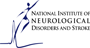 National Institute of
Neurological
Disorders and Stroke